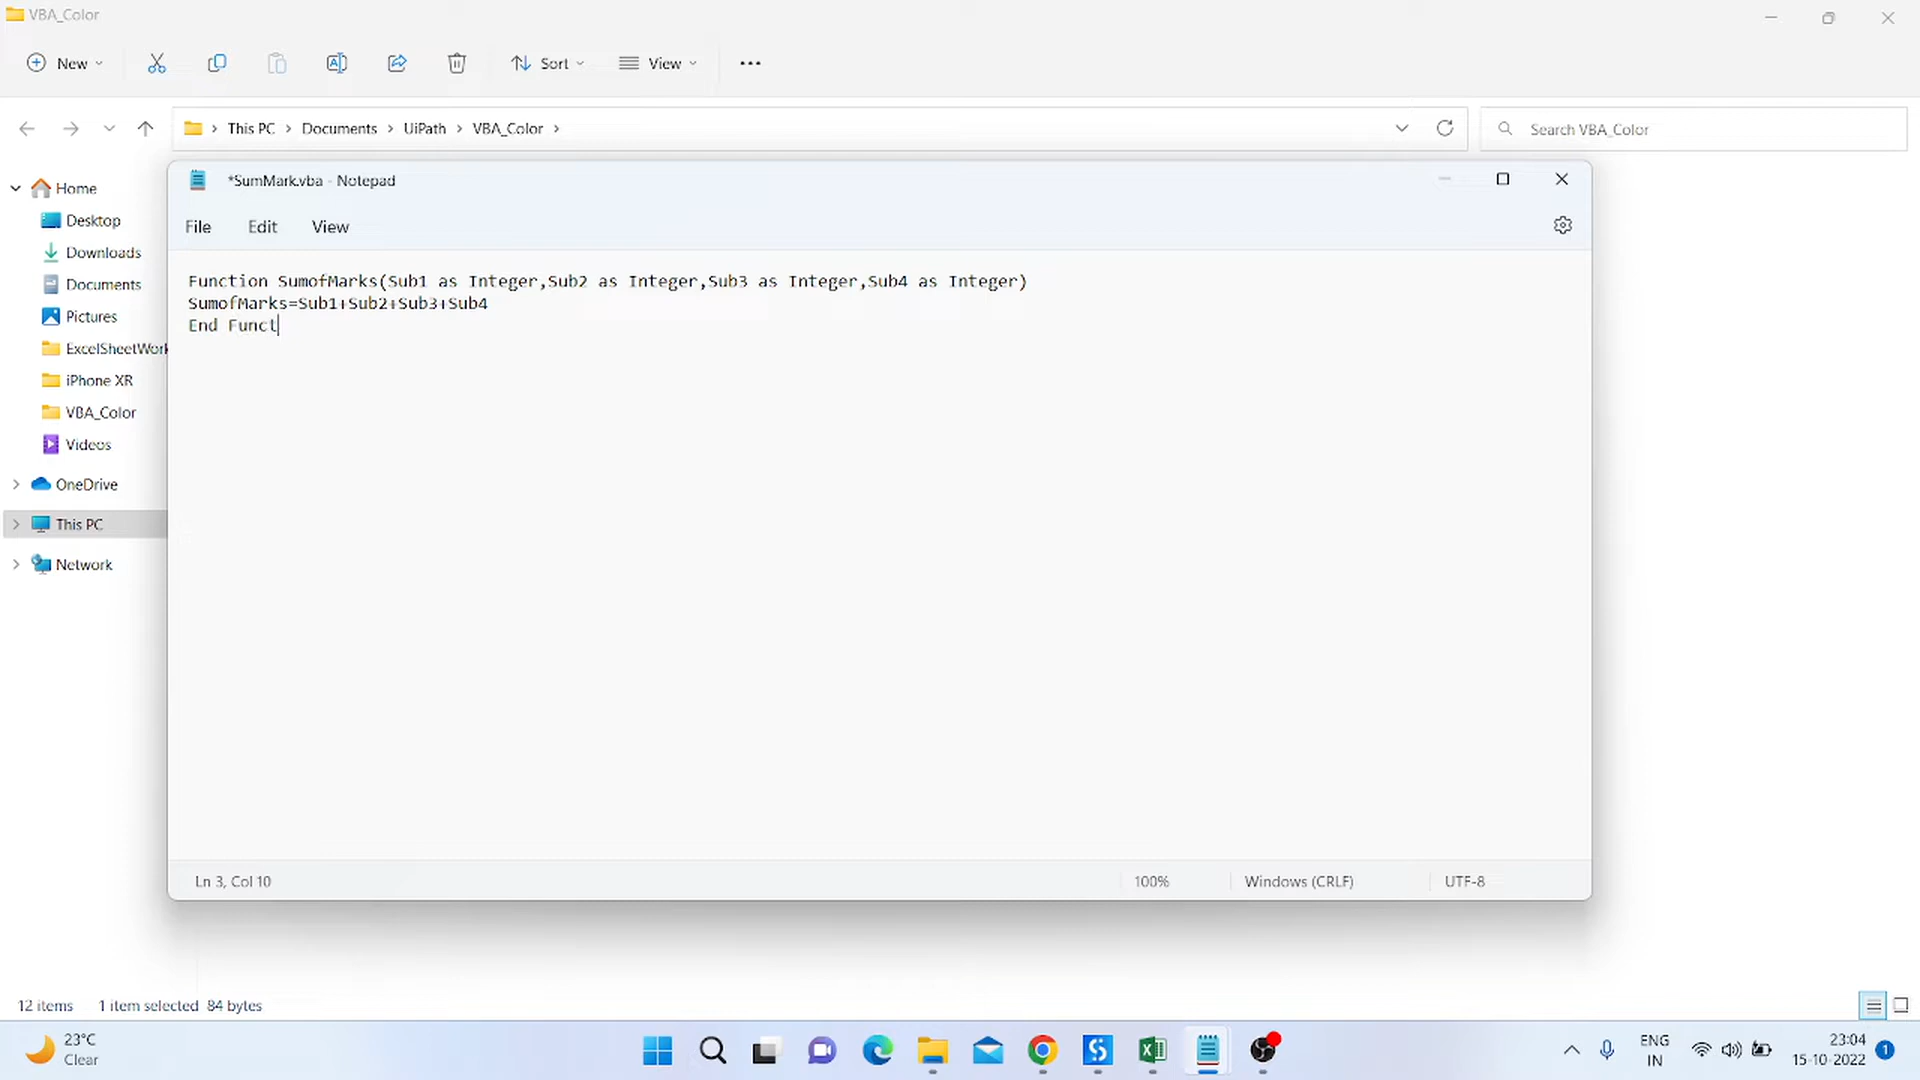 VBA_Color
New
Sort
View
This PC
Documents
UiPath
VBA_Color
Search VBA_Color
*SumMark.vba - Notepad
File
Edit
View
Function SumofMarks(Sub1 as Integer,Sub2 as Integer,Sub3 as Integer,Sub4 as Integer)
SumofMarks=Sub1+Sub2+Sub3+Sub4
End Funct
Home
Desktop
Downloads
Documents
Pictures
ExcelSheetWork
iPhone XR
VBA_Color
Videos
OneDrive
This PC
Network
Ln 3, Col 10
100%
Windows (CRLF)
UTF-8
12 items
1 item selected 84 bytes
23°C
Clear
ENG
IN
23:04
15-10-2022
1